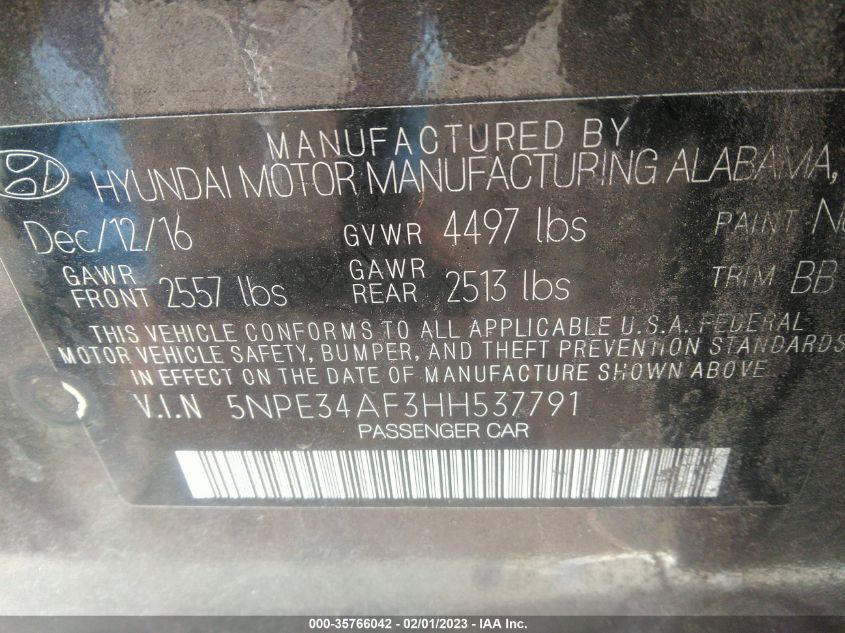 MANUFACTURED BY
HYUNDAI MOTOR MANUFACTURING ALABAMA,
Dec/12/16 GVWR 4497 lbs PAINT
GAWR FRONT 2557 lbs GAWR REAR 2513 lbs TRIM BB
THIS VEHICLE CONFORMS TO ALL APPLICABLE U.S.A. FEDERAL
MOTOR VEHICLE SAFETY, BUMPER, AND THEFT PREVENTION STANDARDS
IN EFFECT ON THE DATE OF MANUFACTURE SHOWN ABOVE.
V.I.N 5NPE34AF3HH537791
PASSENGER CAR
000-35766042 - 02/01/2023 - IAA Inc.